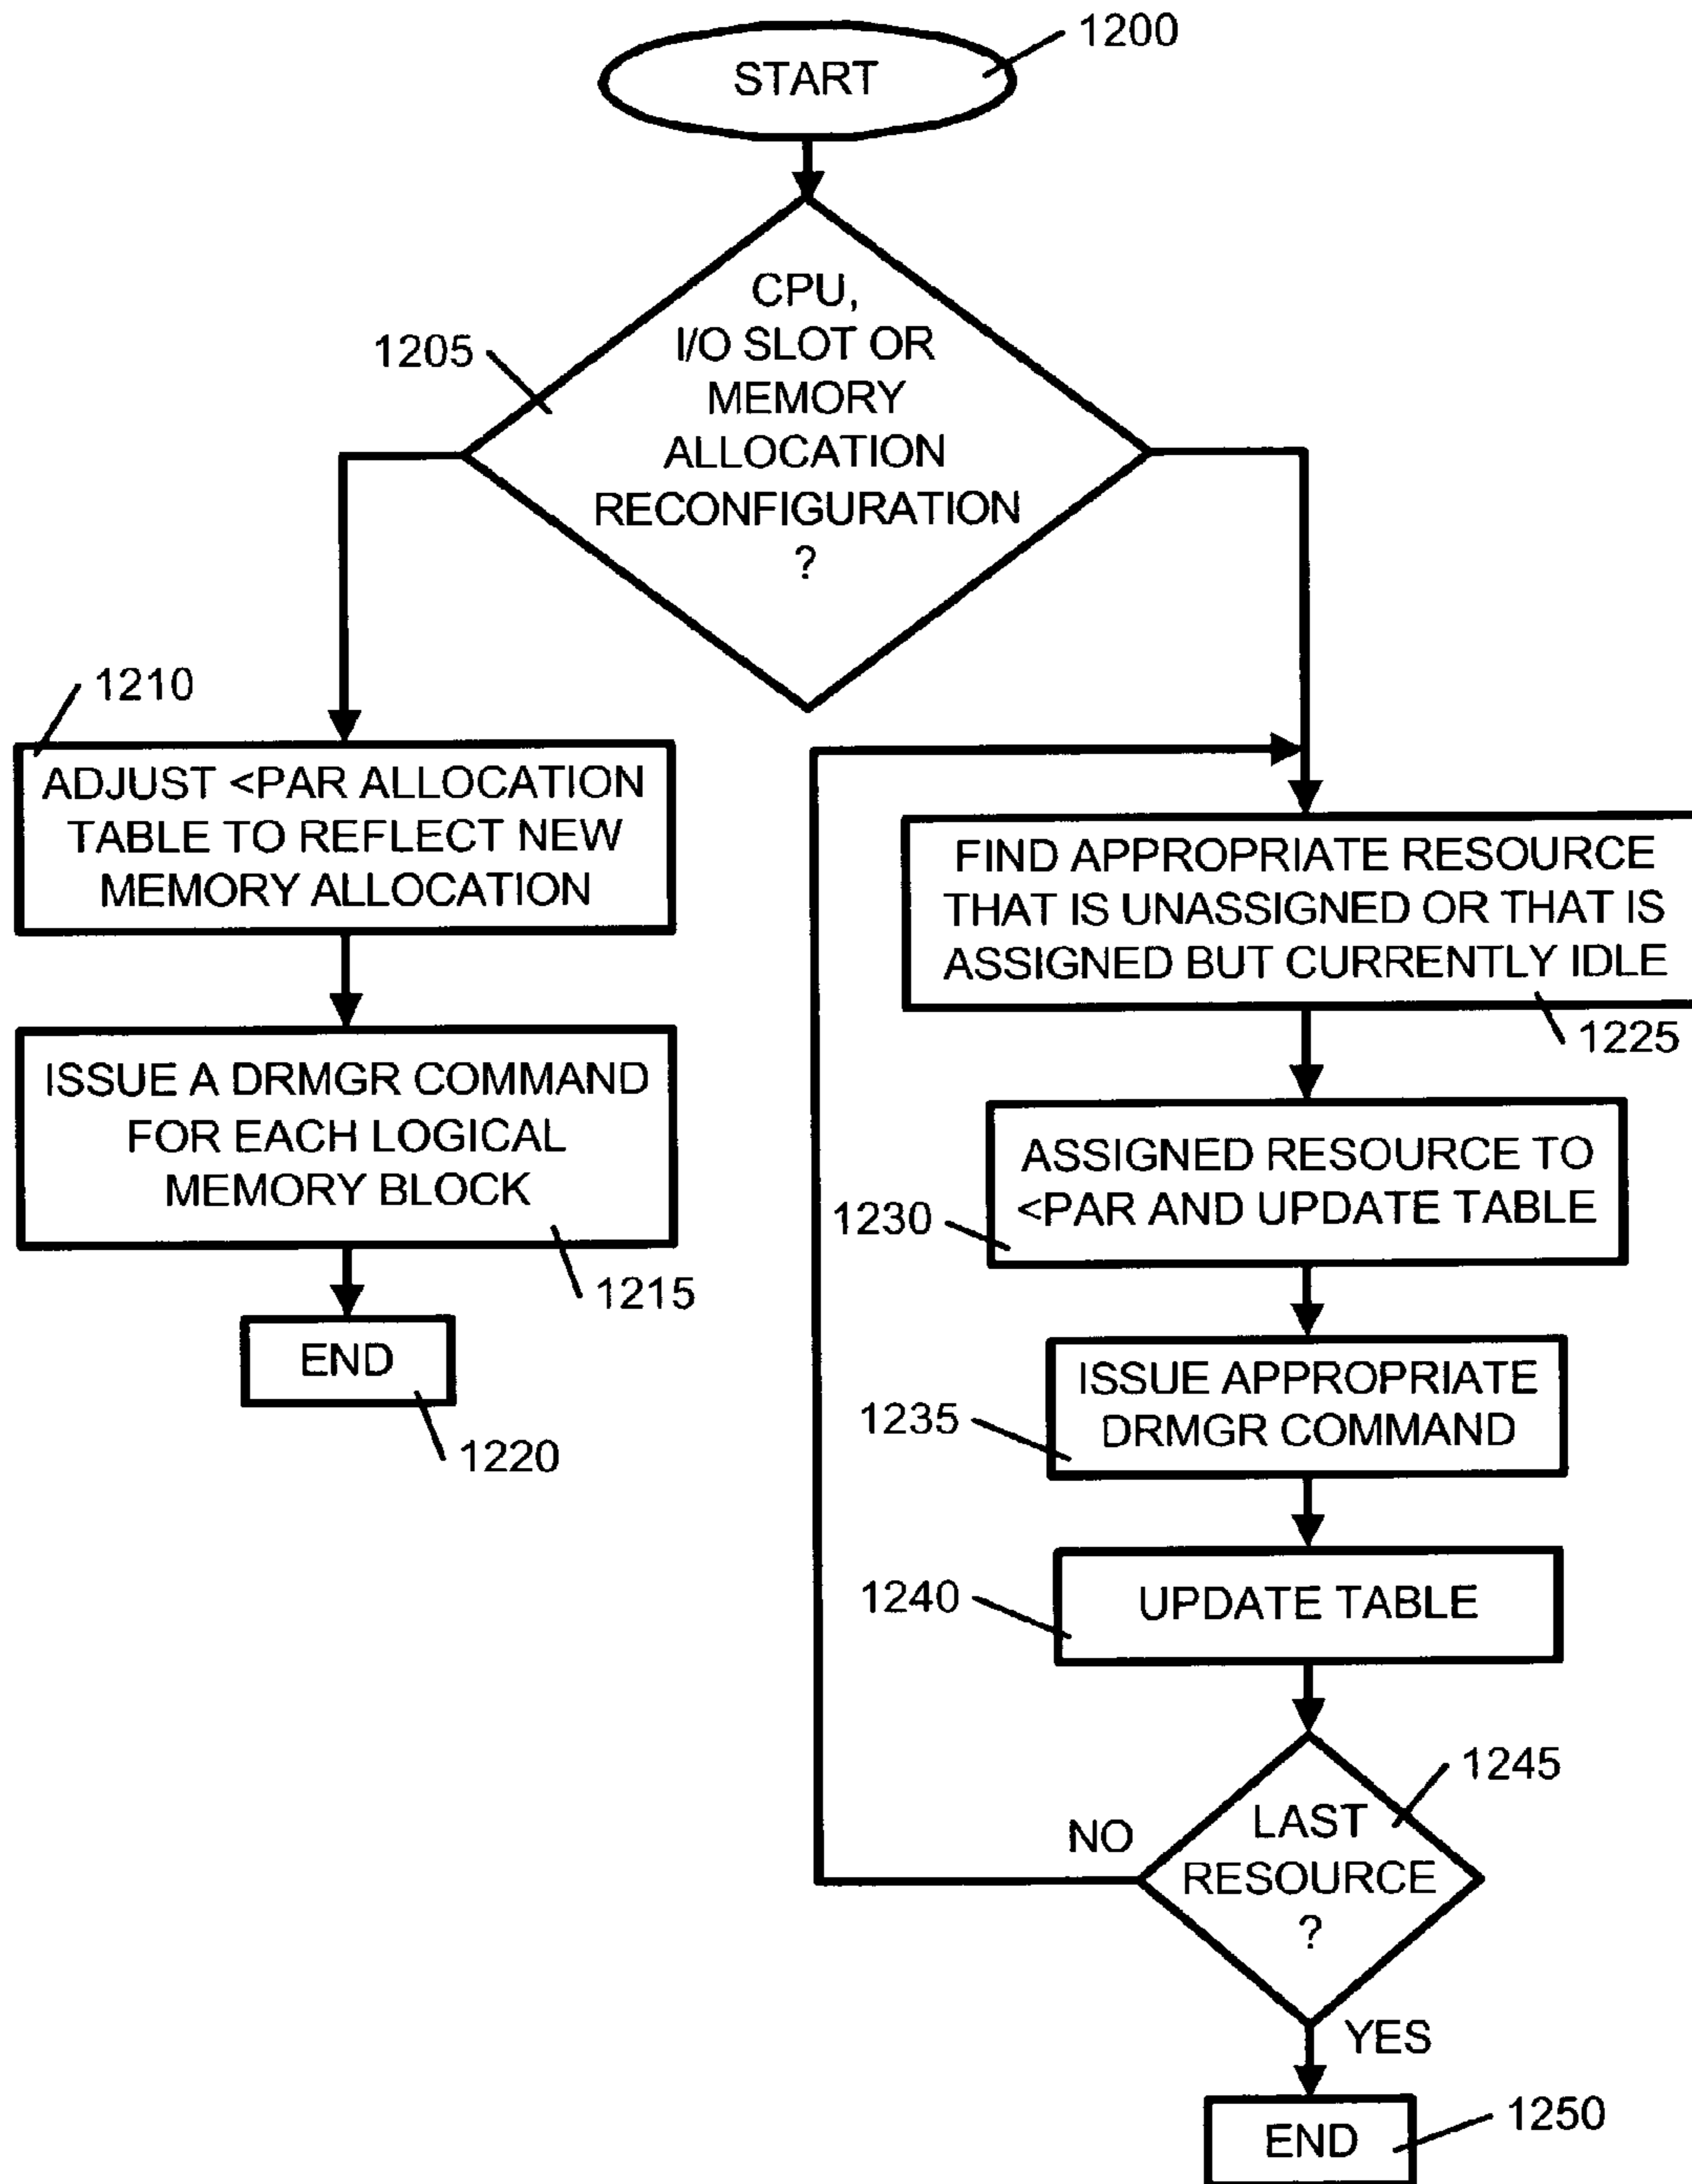 START
1200
CPU,
I/O SLOT OR
MEMORY
ALLOCATION
RECONFIGURATION
?
1205
1210
ADJUST <PAR ALLOCATION
TABLE TO REFLECT NEW
MEMORY ALLOCATION
ISSUE A DRMGR COMMAND
FOR EACH LOGICAL
MEMORY BLOCK
1215
END
1220
FIND APPROPRIATE RESOURCE
THAT IS UNASSIGNED OR THAT IS
ASSIGNED BUT CURRENTLY IDLE
1225
ASSIGNED RESOURCE TO
<PAR AND UPDATE TABLE
1230
ISSUE APPROPRIATE
DRMGR COMMAND
1235
UPDATE TABLE
1240
LAST
RESOURCE
?
1245
NO
YES
END
1250